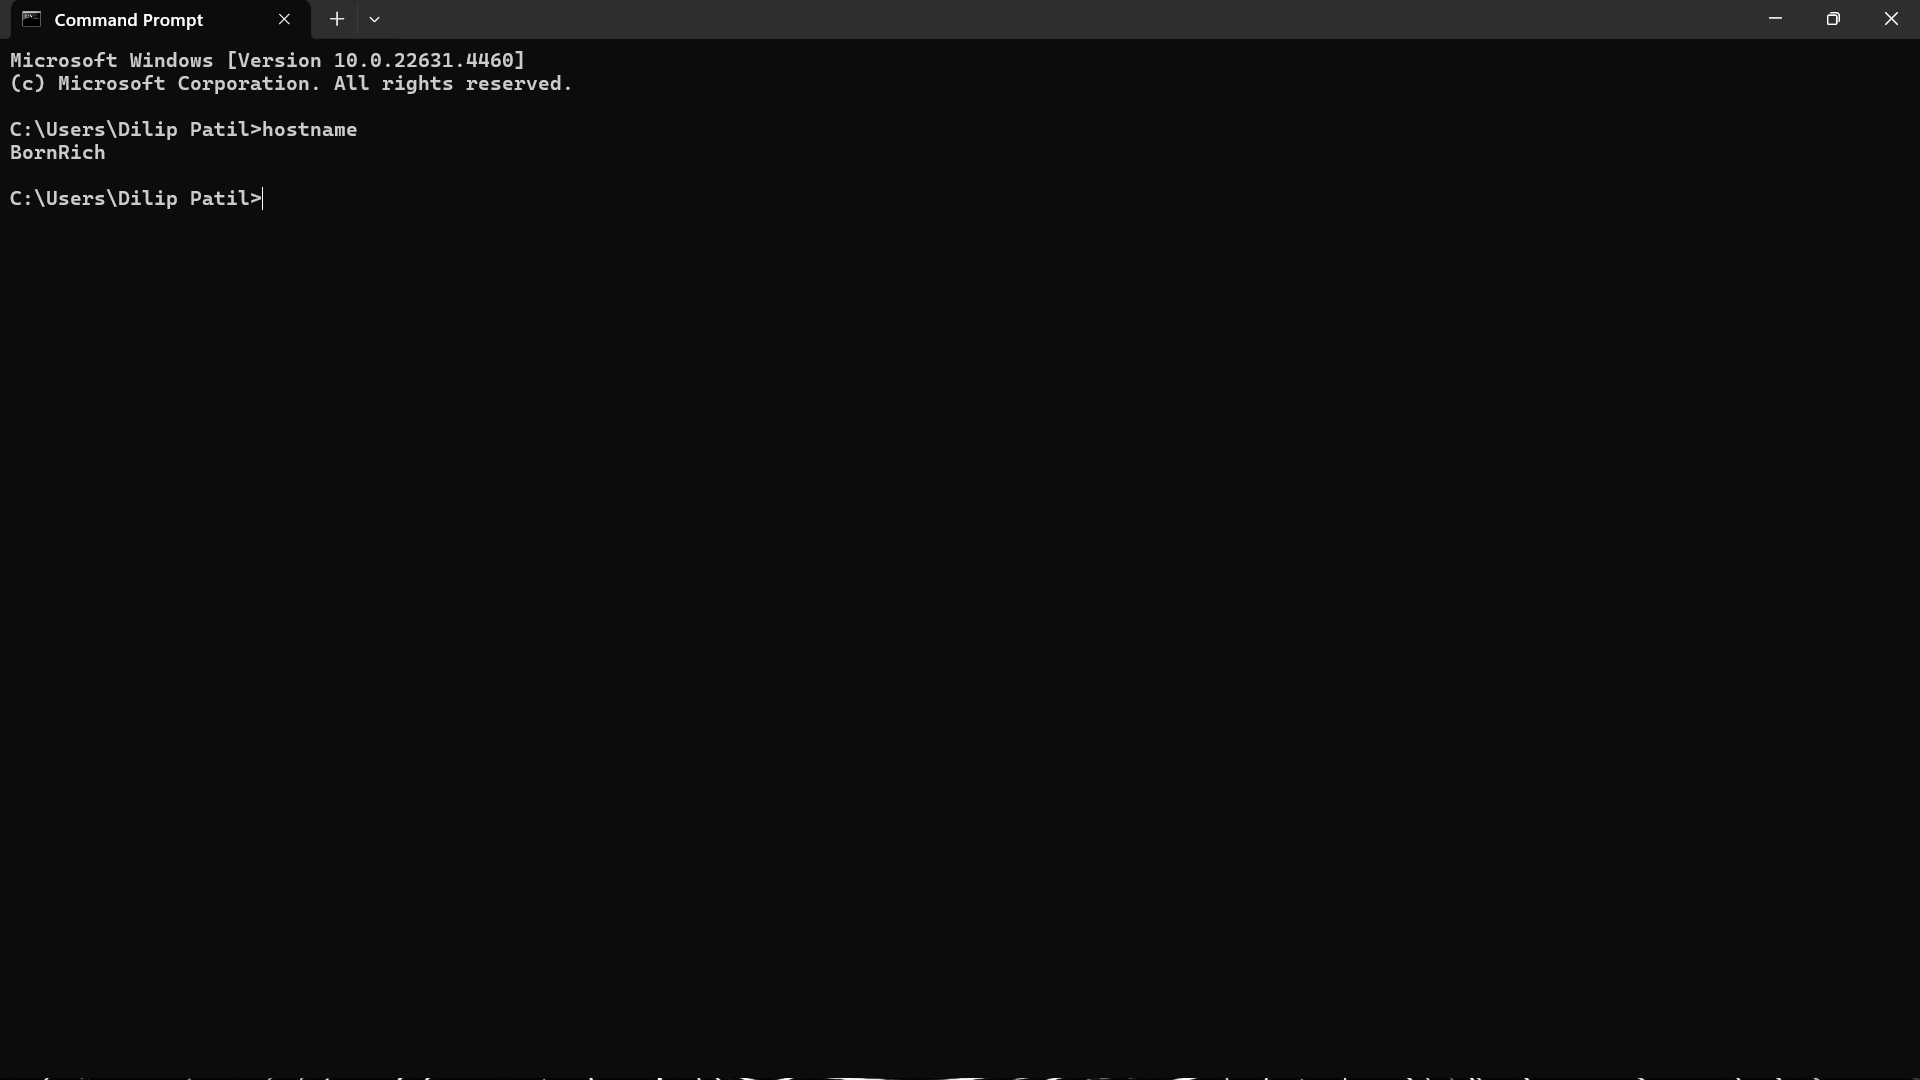 Command Prompt
Microsoft Windows [Version 10.0.22631.4460]
(c) Microsoft Corporation. All rights reserved.
C:\Users\Dilip Patil>hostname
BornRich
C:\Users\Dilip Patil>